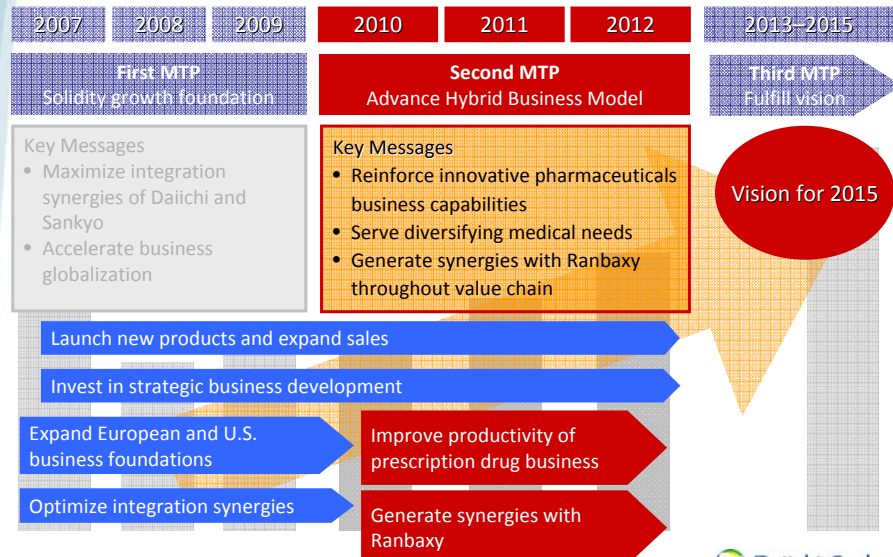 2007 2008 2009 2010 2011 2012 2013–2015
First MTP
Solidity growth foundation
Second MTP
Advance Hybrid Business Model
Third MTP
Fulfill vision
Key Messages
• Maximize integration
synergies of Daiichi and
Sankyo
• Accelerate business
globalization
Key Messages
• Reinforce innovative pharmaceuticals
business capabilities
• Serve diversifying medical needs
• Generate synergies with Ranbaxy
throughout value chain
Vision for 2015
Launch new products and expand sales
Invest in strategic business development
Expand European and U.S.
business foundations
Improve productivity of
prescription drug business
Optimize integration synergies
Generate synergies with
Ranbaxy